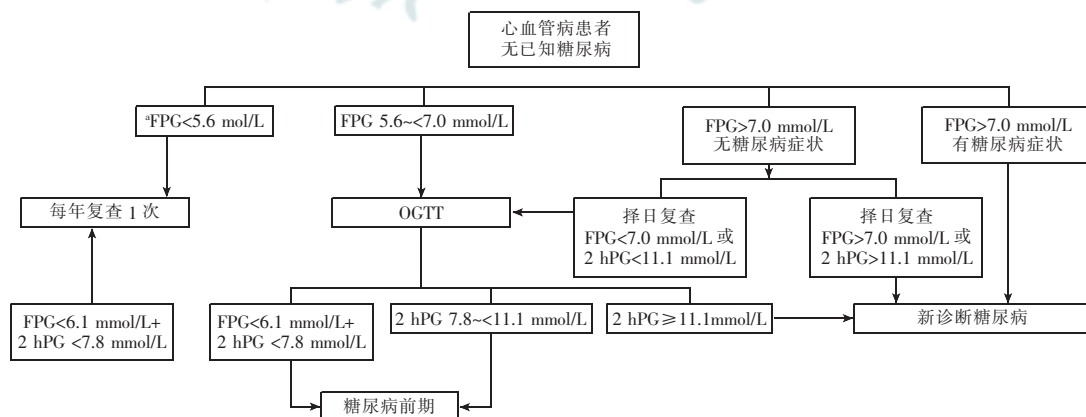 心血管病患者
无已知糖尿病
ᵃFPG<5.6 mol/L
FPG 5.6~<7.0 mmol/L
FPG>7.0 mmol/L
无糖尿病症状
FPG>7.0 mmol/L
有糖尿病症状
每年复查 1 次
OGTT
择日复查
FPG<7.0 mmol/L 或
2 hPG<11.1 mmol/L
择日复查
FPG>7.0 mmol/L 或
2 hPG>11.1 mmol/L
FPG<6.1 mmol/L+
2 hPG <7.8 mmol/L
FPG<6.1 mmol/L+
2 hPG <7.8 mmol/L
2 hPG 7.8~<11.1 mmol/L
2 hPG≥11.1mmol/L
新诊断糖尿病
糖尿病前期